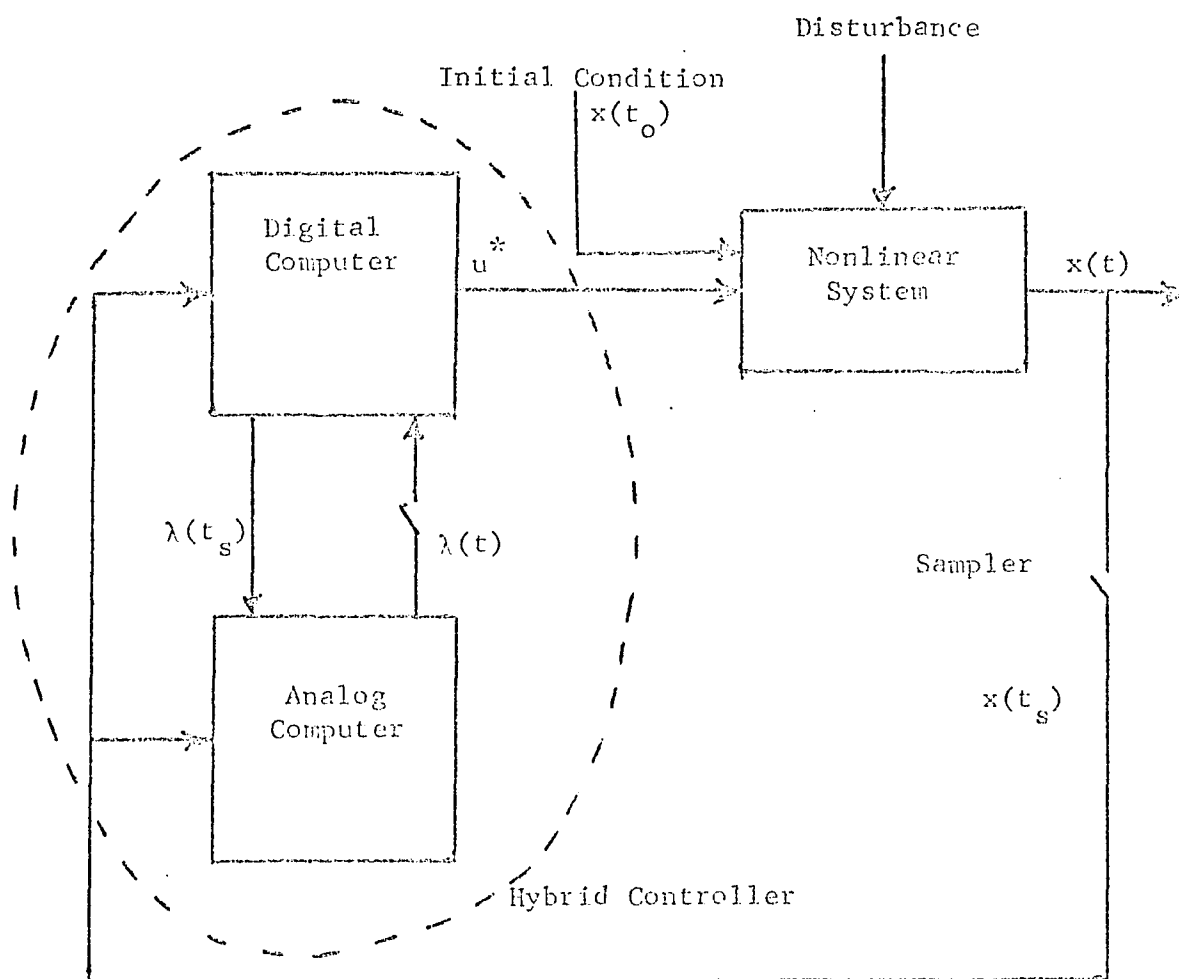 Disturbance
Initial Condition
x(t_o)
Digital
Computer
u*
Nonlinear
System
x(t)
λ(t_s)
λ(t)
Sampler
Analog
Computer
x(t_s)
Hybrid Controller